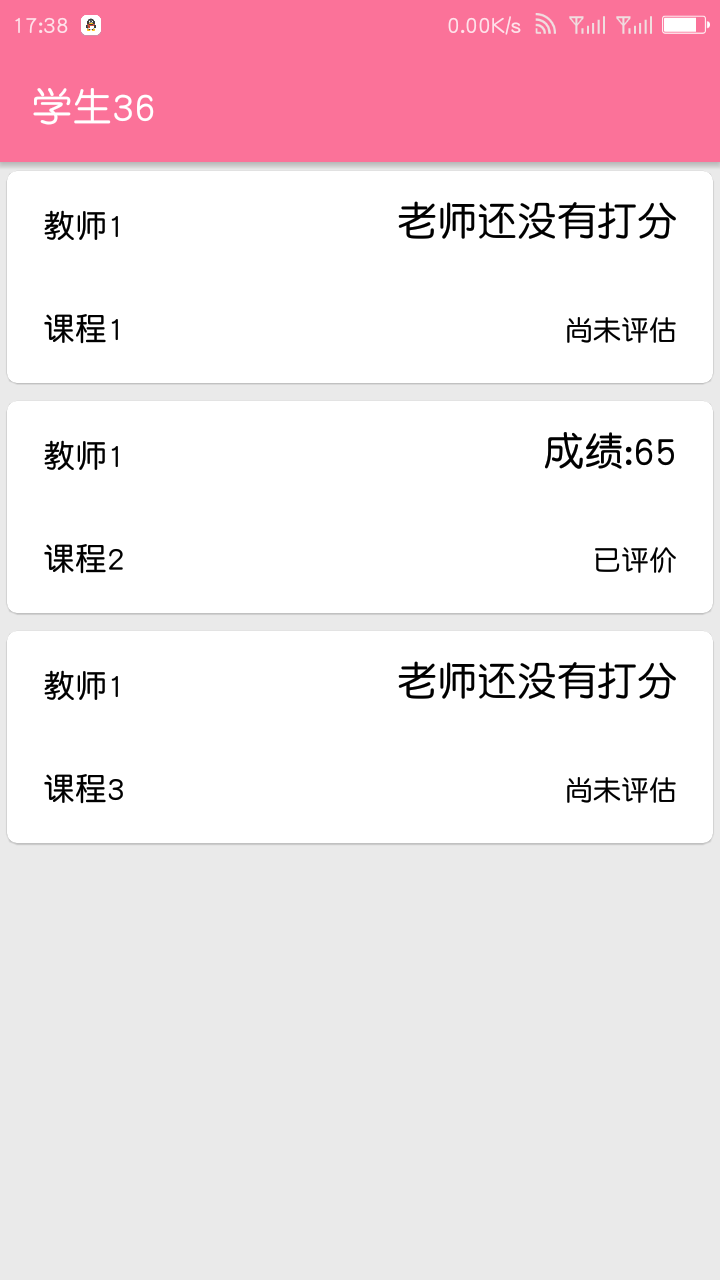 17:38 0.00K/s
学生36
教师1 老师还没有打分
课程1 尚未评估
教师1 成绩:65
课程2 已评价
教师1 老师还没有打分
课程3 尚未评估